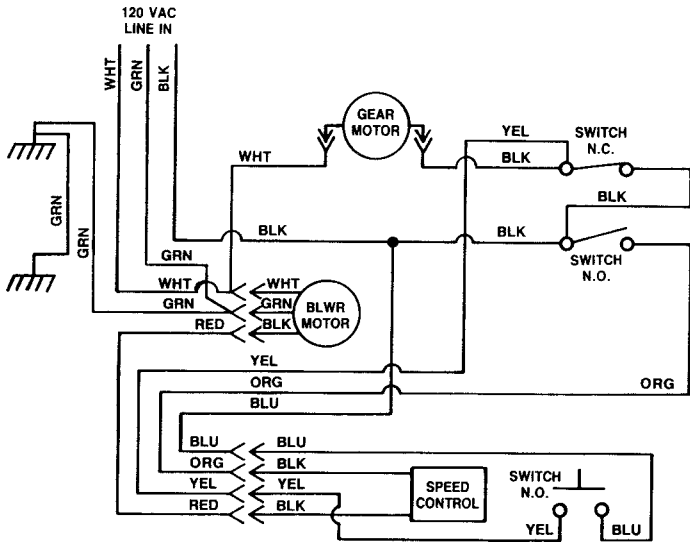 120 VAC
LINE IN
WHT
GRN
BLK
GEAR
MOTOR
YEL
SWITCH
N.C.
WHT
BLK
BLK
GRN
GRN
BLK
BLK
SWITCH
N.O.
GRN
WHT
WHT
GRN
GRN
BLWR
MOTOR
RED
BLK
YEL
ORG
ORG
BLU
BLU
BLU
ORG
BLK
YEL
YEL
RED
BLK
SPEED
CONTROL
SWITCH
N.O.
YEL
BLU